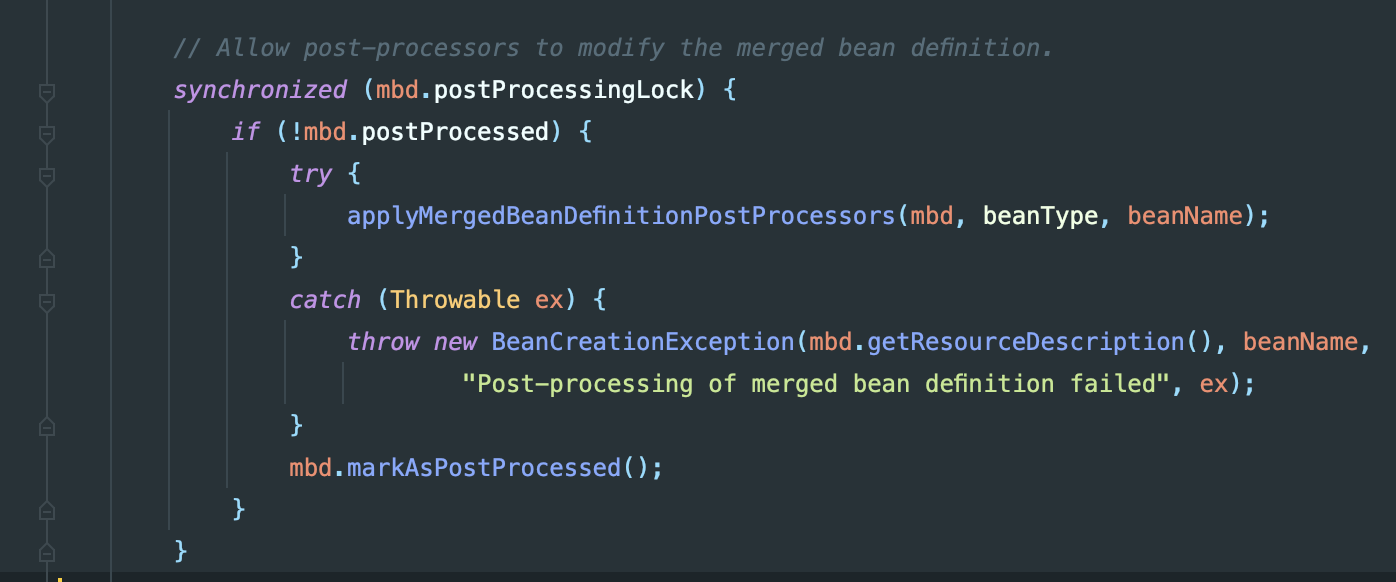 // Allow post-processors to modify the merged bean definition.
synchronized (mbd.postProcessingLock) {
if (!mbd.postProcessed) {
try {
applyMergedBeanDefinitionPostProcessors(mbd, beanType, beanName);
}
catch (Throwable ex) {
throw new BeanCreationException(mbd.getResourceDescription(), beanName,
"Post-processing of merged bean definition failed", ex);
}
mbd.markAsPostProcessed();
}
}